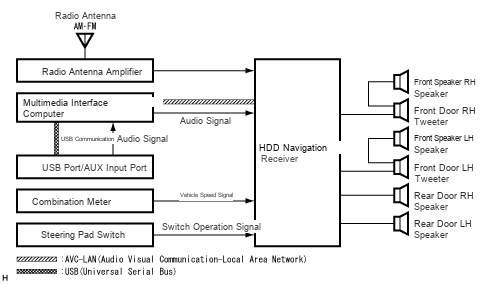 Radio Antenna
AM·FM
Radio Antenna Amplifier
Multimedia Interface
Computer
USB Communication
Audio Signal
Audio Signal
USB Port/AUX Input Port
Combination Meter
Vehicle Speed Signal
Steering Pad Switch
Switch Operation Signal
HDD Navigation
Receiver
Front Speaker RH
Speaker
Front Door RH
Tweeter
Front Speaker LH
Speaker
Front Door LH
Tweeter
Rear Door RH
Speaker
Rear Door LH
Speaker
:AVC-LAN(Audio Visual Communication-Local Area Network)
:USB(Universal Serial Bus)
H